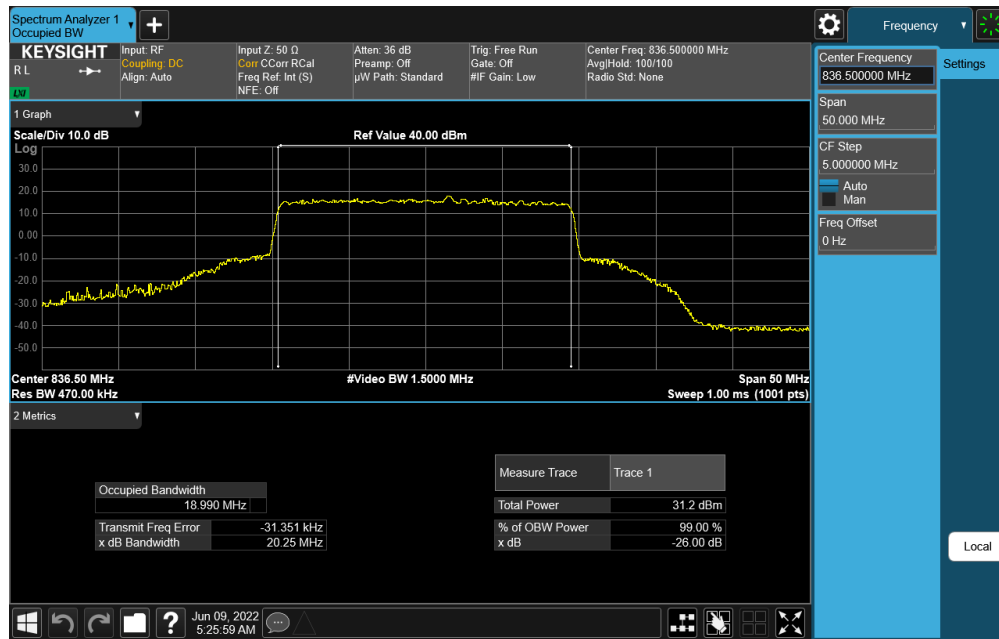 Spectrum Analyzer 1
Occupied BW
Frequency
KEYSIGHT
R L
LXI
Input: RF
Coupling: DC
Align: Auto
Input Z: 50 Ω
Corr CCorr RCal
Freq Ref: Int (S)
NFE: Off
Atten: 36 dB
Preamp: Off
µW Path: Standard
Trig: Free Run
Gate: Off
#IF Gain: Low
Center Freq: 836.500000 MHz
Avg|Hold: 100/100
Radio Std: None
Center Frequency
836.500000 MHz
Settings
Span
50.000 MHz
CF Step
5.000000 MHz
Auto
Man
Freq Offset
0 Hz
Local
1 Graph
Scale/Div 10.0 dB
Ref Value 40.00 dBm
Log
30.0
20.0
10.0
0.00
-10.0
-20.0
-30.0
-40.0
-50.0
Center 836.50 MHz
#Video BW 1.5000 MHz
Span 50 MHz
Res BW 470.00 kHz
Sweep 1.00 ms (1001 pts)
2 Metrics
Occupied Bandwidth
18.990 MHz
Transmit Freq Error -31.351 kHz
x dB Bandwidth 20.25 MHz
Measure Trace Trace 1
Total Power 31.2 dBm
% of OBW Power 99.00 %
x dB -26.00 dB
Jun 09, 2022
5:25:59 AM